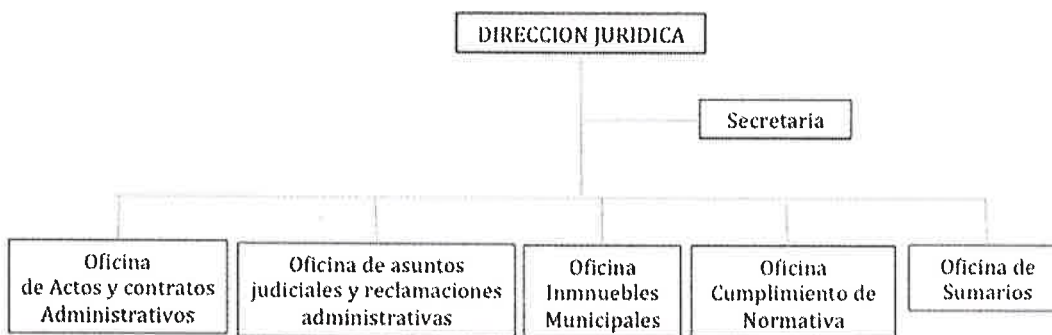 DIRECCION JURIDICA
Secretaria
Oficina
de Actos y contratos
Administrativos
Oficina de asuntos
judiciales y reclamaciones
administrativas
Oficina
Inmnuebles
Municipales
Oficina
Cumplimiento de
Normativa
Oficina de
Sumarios